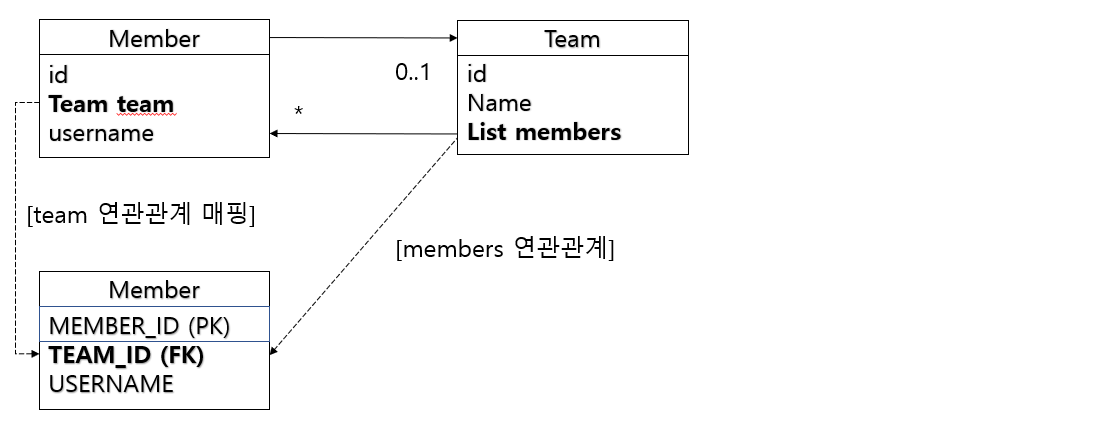 Member
id
Team team
username
0..1
*
Team
id
Name
List members
[team 연관관계 매핑]
[members 연관관계]
Member
MEMBER_ID (PK)
TEAM_ID (FK)
USERNAME